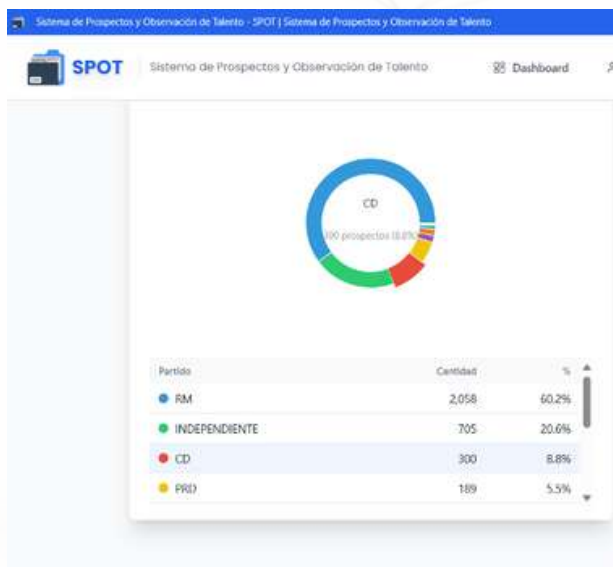 Sistema de Prospectos y Observación de Talento - SPOT | Sistema de Prospectos y Observación de Talento
SPOT Sistema de Prospectos y Observación de Talento Dashboard
CD
300 prospectos (8.8%)
Partido Cantidad %
RM 2,058 60.2%
INDEPENDIENTE 705 20.6%
CD 300 8.8%
PRD 189 5.5%